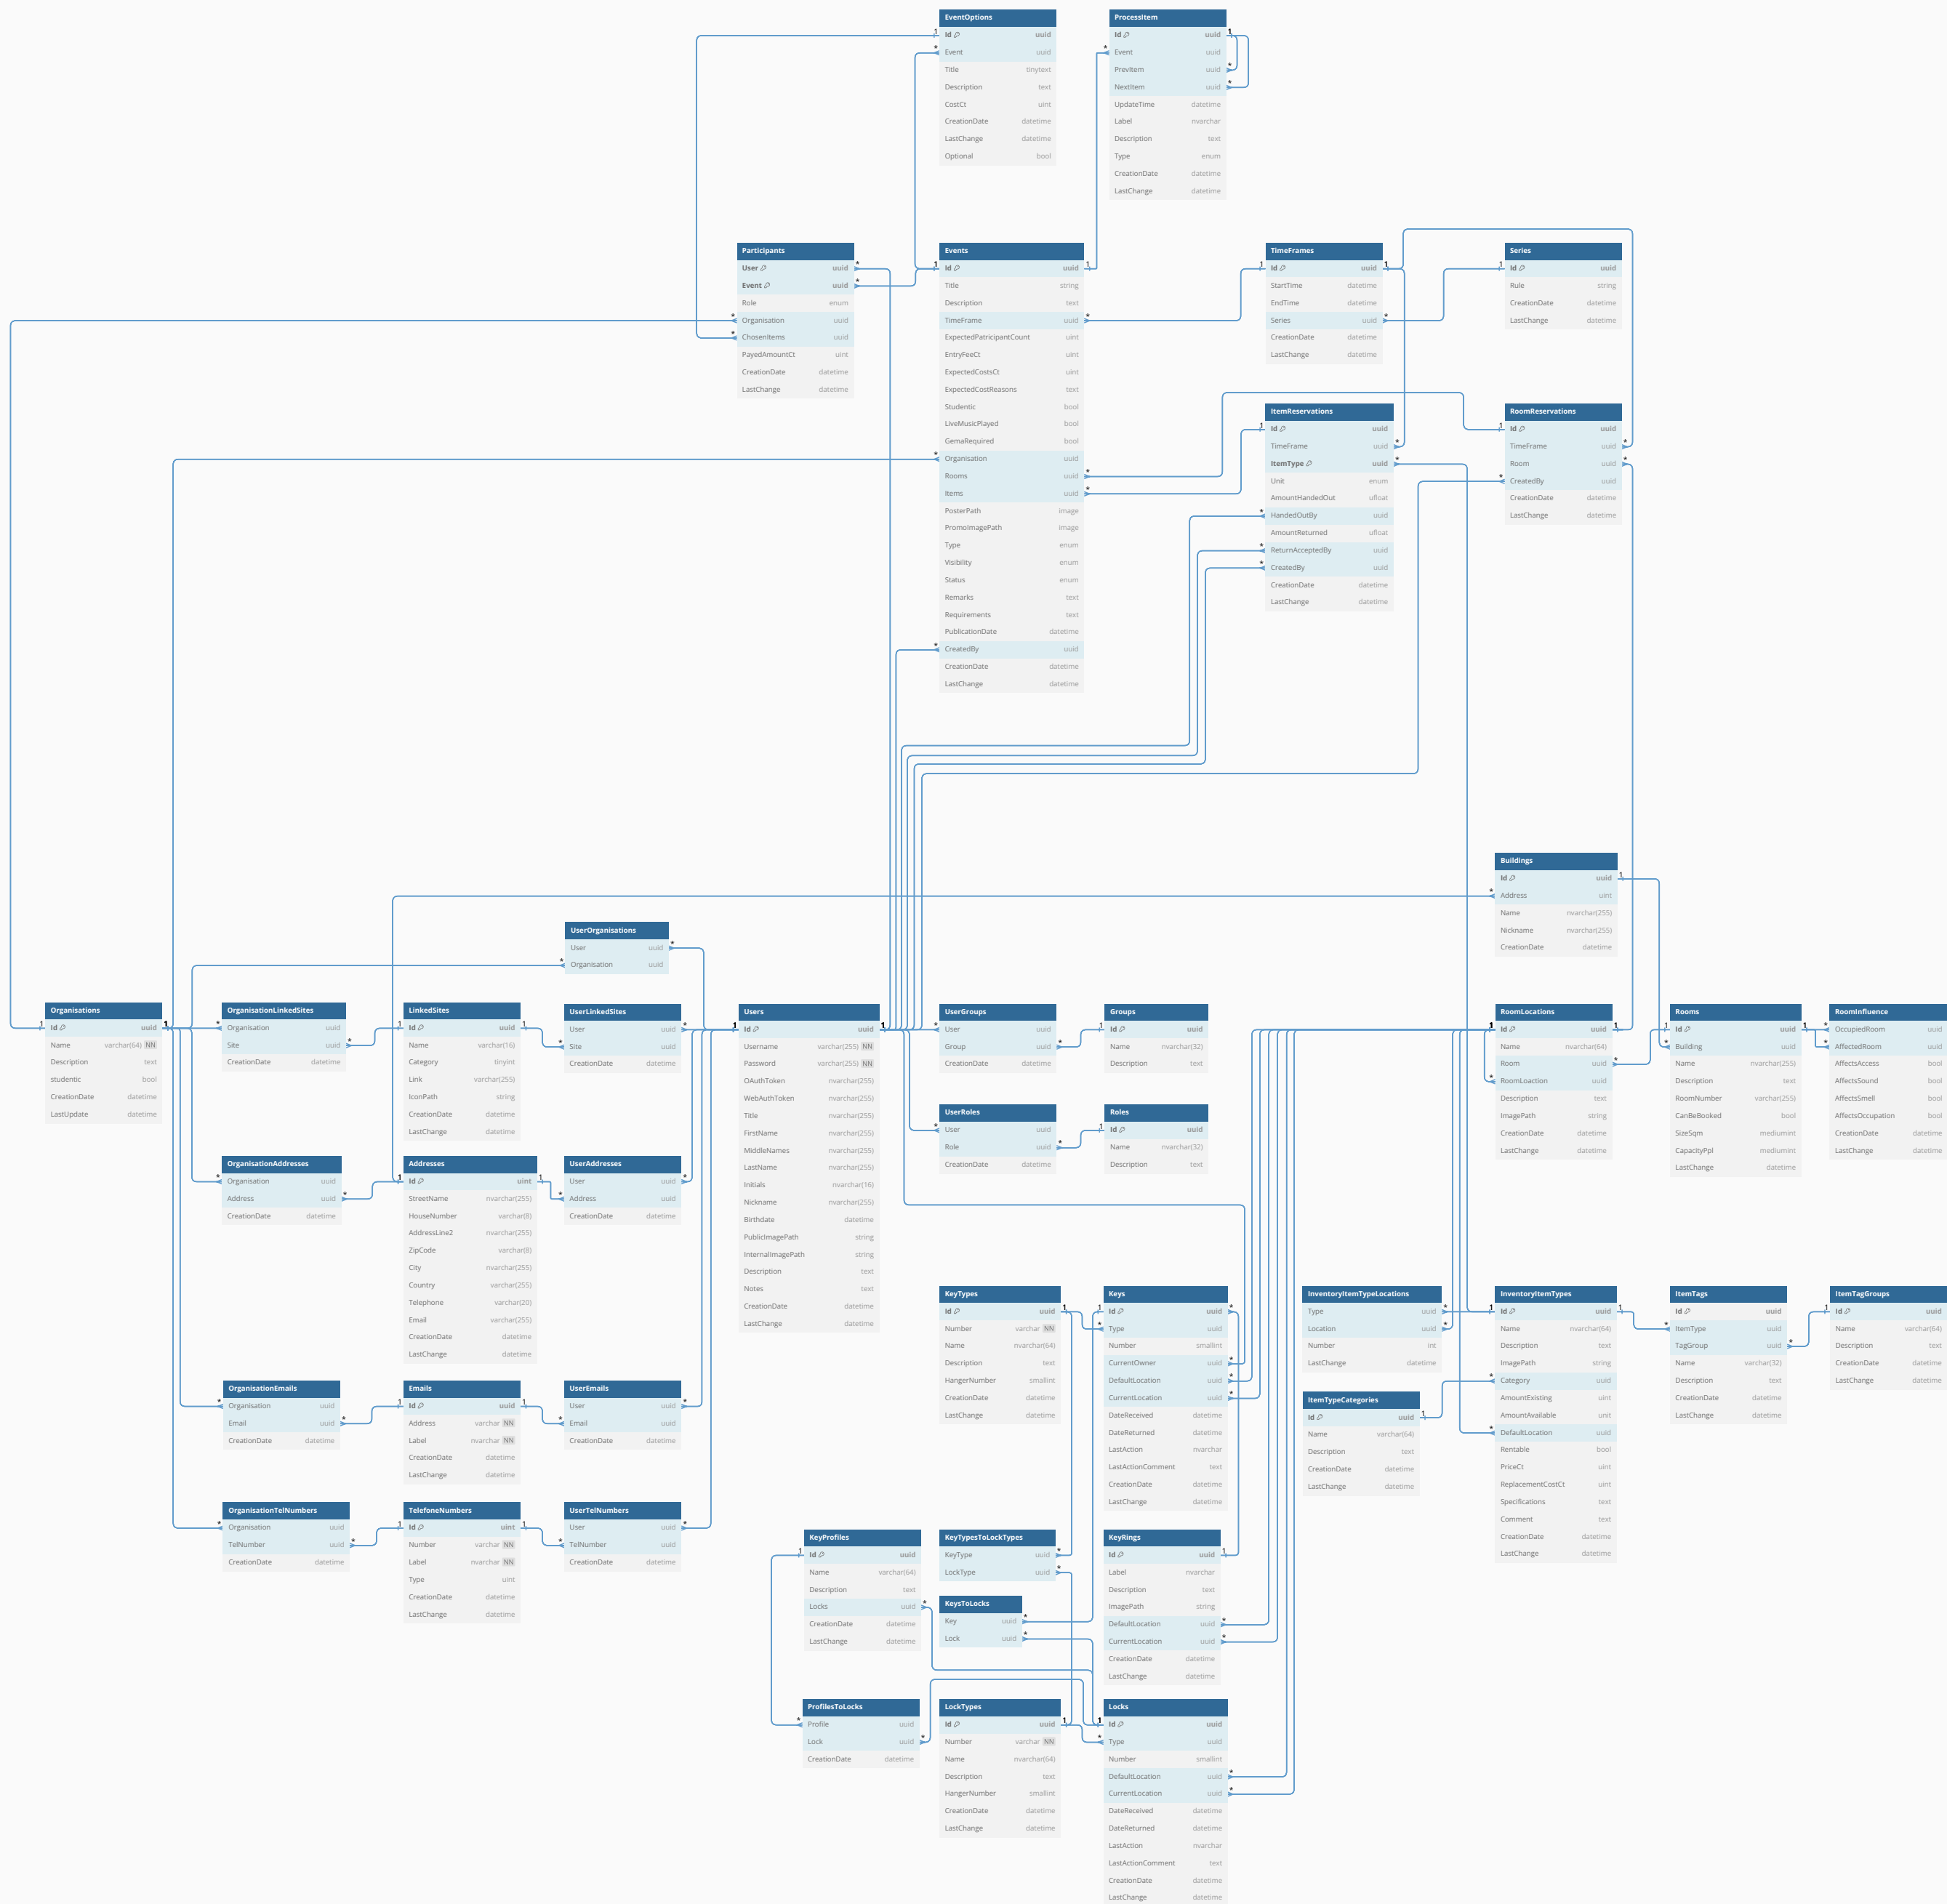 EventOptions
Id uuid
Event uuid
Title tinytext
Description text
CostCt uint
CreationDate datetime
LastChange datetime
Optional bool
ProcessItem
Id uuid
Event uuid
PrevItem uuid
NextItem uuid
UpdateTime datetime
Label nvarchar
Description text
Type enum
CreationDate datetime
LastChange datetime
Participants
User uuid
Event uuid
Role enum
Organisation uuid
ChosenItems uuid
PayedAmountCt uint
CreationDate datetime
LastChange datetime
Events
Id uuid
Title string
Description text
TimeFrame uuid
ExpectedPatricipantCount uint
EntryFeeCt uint
ExpectedCostsCt uint
ExpectedCostReasons text
Studentic bool
LiveMusicPlayed bool
GemaRequired bool
Organisation uuid
Rooms uuid
Items uuid
PosterPath image
PromoImagePath image
Type enum
Visibility enum
Status enum
Remarks text
Requirements text
PublicationDate datetime
CreatedBy uuid
CreationDate datetime
LastChange datetime
TimeFrames
Id uuid
StartTime datetime
EndTime datetime
Series uuid
CreationDate datetime
LastChange datetime
Series
Id uuid
Rule string
CreationDate datetime
LastChange datetime
ItemReservations
Id uuid
TimeFrame uuid
ItemType uuid
Unit enum
AmountHandedOut ufloat
HandedOutBy uuid
AmountReturned ufloat
ReturnAcceptedBy uuid
CreatedBy uuid
CreationDate datetime
LastChange datetime
RoomReservations
Id uuid
TimeFrame uuid
Room uuid
CreatedBy uuid
CreationDate datetime
LastChange datetime
Buildings
Id uuid
Address uint
Name nvarchar(255)
Nickname nvarchar(255)
CreationDate datetime
UserOrganisations
User uuid
Organisation uuid
Organisations
Id uuid
Name varchar(64) NN
Description text
studentic bool
CreationDate datetime
LastUpdate datetime
OrganisationLinkedSites
Organisation uuid
Site uuid
CreationDate datetime
LinkedSites
Id uuid
Name varchar(16)
Category tinyint
Link varchar(255)
IconPath string
CreationDate datetime
LastChange datetime
UserLinkedSites
User uuid
Site uuid
CreationDate datetime
Users
Id uuid
Username varchar(255) NN
Password varchar(255) NN
OAuthToken nvarchar(255)
WebAuthToken nvarchar(255)
Title nvarchar(255)
FirstName nvarchar(255)
MiddleNames nvarchar(255)
LastName nvarchar(255)
Initials nvarchar(16)
Nickname nvarchar(255)
Birthdate datetime
PublicImagePath string
InternalImagePath string
Description text
Notes text
CreationDate datetime
LastChange datetime
UserGroups
User uuid
Group uuid
CreationDate datetime
Groups
Id uuid
Name nvarchar(32)
Description text
UserRoles
User uuid
Role uuid
CreationDate datetime
Roles
Id uuid
Name nvarchar(32)
Description text
RoomLocations
Id uuid
Name nvarchar(64)
Room uuid
RoomLoaction uuid
Description text
ImagePath string
CreationDate datetime
LastChange datetime
Rooms
Id uuid
Building uuid
Name nvarchar(255)
Description text
RoomNumber varchar(255)
CanBeBooked bool
SizeSqm mediumint
CapacityPpl mediumint
LastChange datetime
RoomInfluence
OccupiedRoom uuid
AffectedRoom uuid
AffectsAccess bool
AffectsSound bool
AffectsSmell bool
AffectsOccupation bool
CreationDate datetime
LastChange datetime
OrganisationAddresses
Organisation uuid
Address uuid
CreationDate datetime
Addresses
Id uint
StreetName nvarchar(255)
HouseNumber varchar(8)
AddressLine2 nvarchar(255)
ZipCode varchar(8)
City nvarchar(255)
Country varchar(255)
Telephone varchar(20)
Email varchar(255)
CreationDate datetime
LastChange datetime
UserAddresses
User uuid
Address uuid
CreationDate datetime
KeyTypes
Id uuid
Number varchar NN
Name nvarchar(64)
Description text
HangerNumber smallint
CreationDate datetime
LastChange datetime
Keys
Id uuid
Type uuid
Number smallint
CurrentOwner uuid
DefaultLocation uuid
CurrentLocation uuid
DateReceived datetime
DateReturned datetime
LastAction nvarchar
LastActionComment text
CreationDate datetime
LastChange datetime
InventoryItemTypeLocations
Type uuid
Location uuid
Number int
LastChange datetime
InventoryItemTypes
Id uuid
Name nvarchar(64)
Description text
ImagePath string
Category uuid
AmountExisting uint
AmountAvailable unit
DefaultLocation uuid
Rentable bool
PriceCt uint
ReplacementCostCt uint
Specifications text
Comment text
CreationDate datetime
LastChange datetime
ItemTags
Id uuid
ItemType uuid
TagGroup uuid
Name varchar(32)
Description text
CreationDate datetime
LastChange datetime
ItemTagGroups
Id uuid
Name varchar(64)
Description text
CreationDate datetime
LastChange datetime
ItemTypeCategories
Id uuid
Name varchar(64)
Description text
CreationDate datetime
LastChange datetime
OrganisationEmails
Organisation uuid
Email uuid
CreationDate datetime
Emails
Id uuid
Address varchar NN
Label nvarchar NN
CreationDate datetime
LastChange datetime
UserEmails
User uuid
Email uuid
CreationDate datetime
OrganisationTelNumbers
Organisation uuid
TelNumber uuid
CreationDate datetime
TelefoneNumbers
Id uint
Number varchar NN
Label nvarchar NN
Type uint
CreationDate datetime
LastChange datetime
UserTelNumbers
User uuid
TelNumber uuid
CreationDate datetime
KeyProfiles
Id uuid
Name varchar(64)
Description text
Locks uuid
CreationDate datetime
LastChange datetime
KeyTypesToLockTypes
KeyType uuid
LockType uuid
KeysToLocks
Key uuid
Lock uuid
KeyRings
Id uuid
Label nvarchar
Description text
ImagePath string
DefaultLocation uuid
CurrentLocation uuid
CreationDate datetime
LastChange datetime
ProfilesToLocks
Profile uuid
Lock uuid
CreationDate datetime
LockTypes
Id uuid
Number varchar NN
Name nvarchar(64)
Description text
HangerNumber smallint
CreationDate datetime
LastChange datetime
Locks
Id uuid
Type uuid
Number smallint
DefaultLocation uuid
CurrentLocation uuid
DateReceived datetime
DateReturned datetime
LastAction nvarchar
LastActionComment text
CreationDate datetime
LastChange datetime